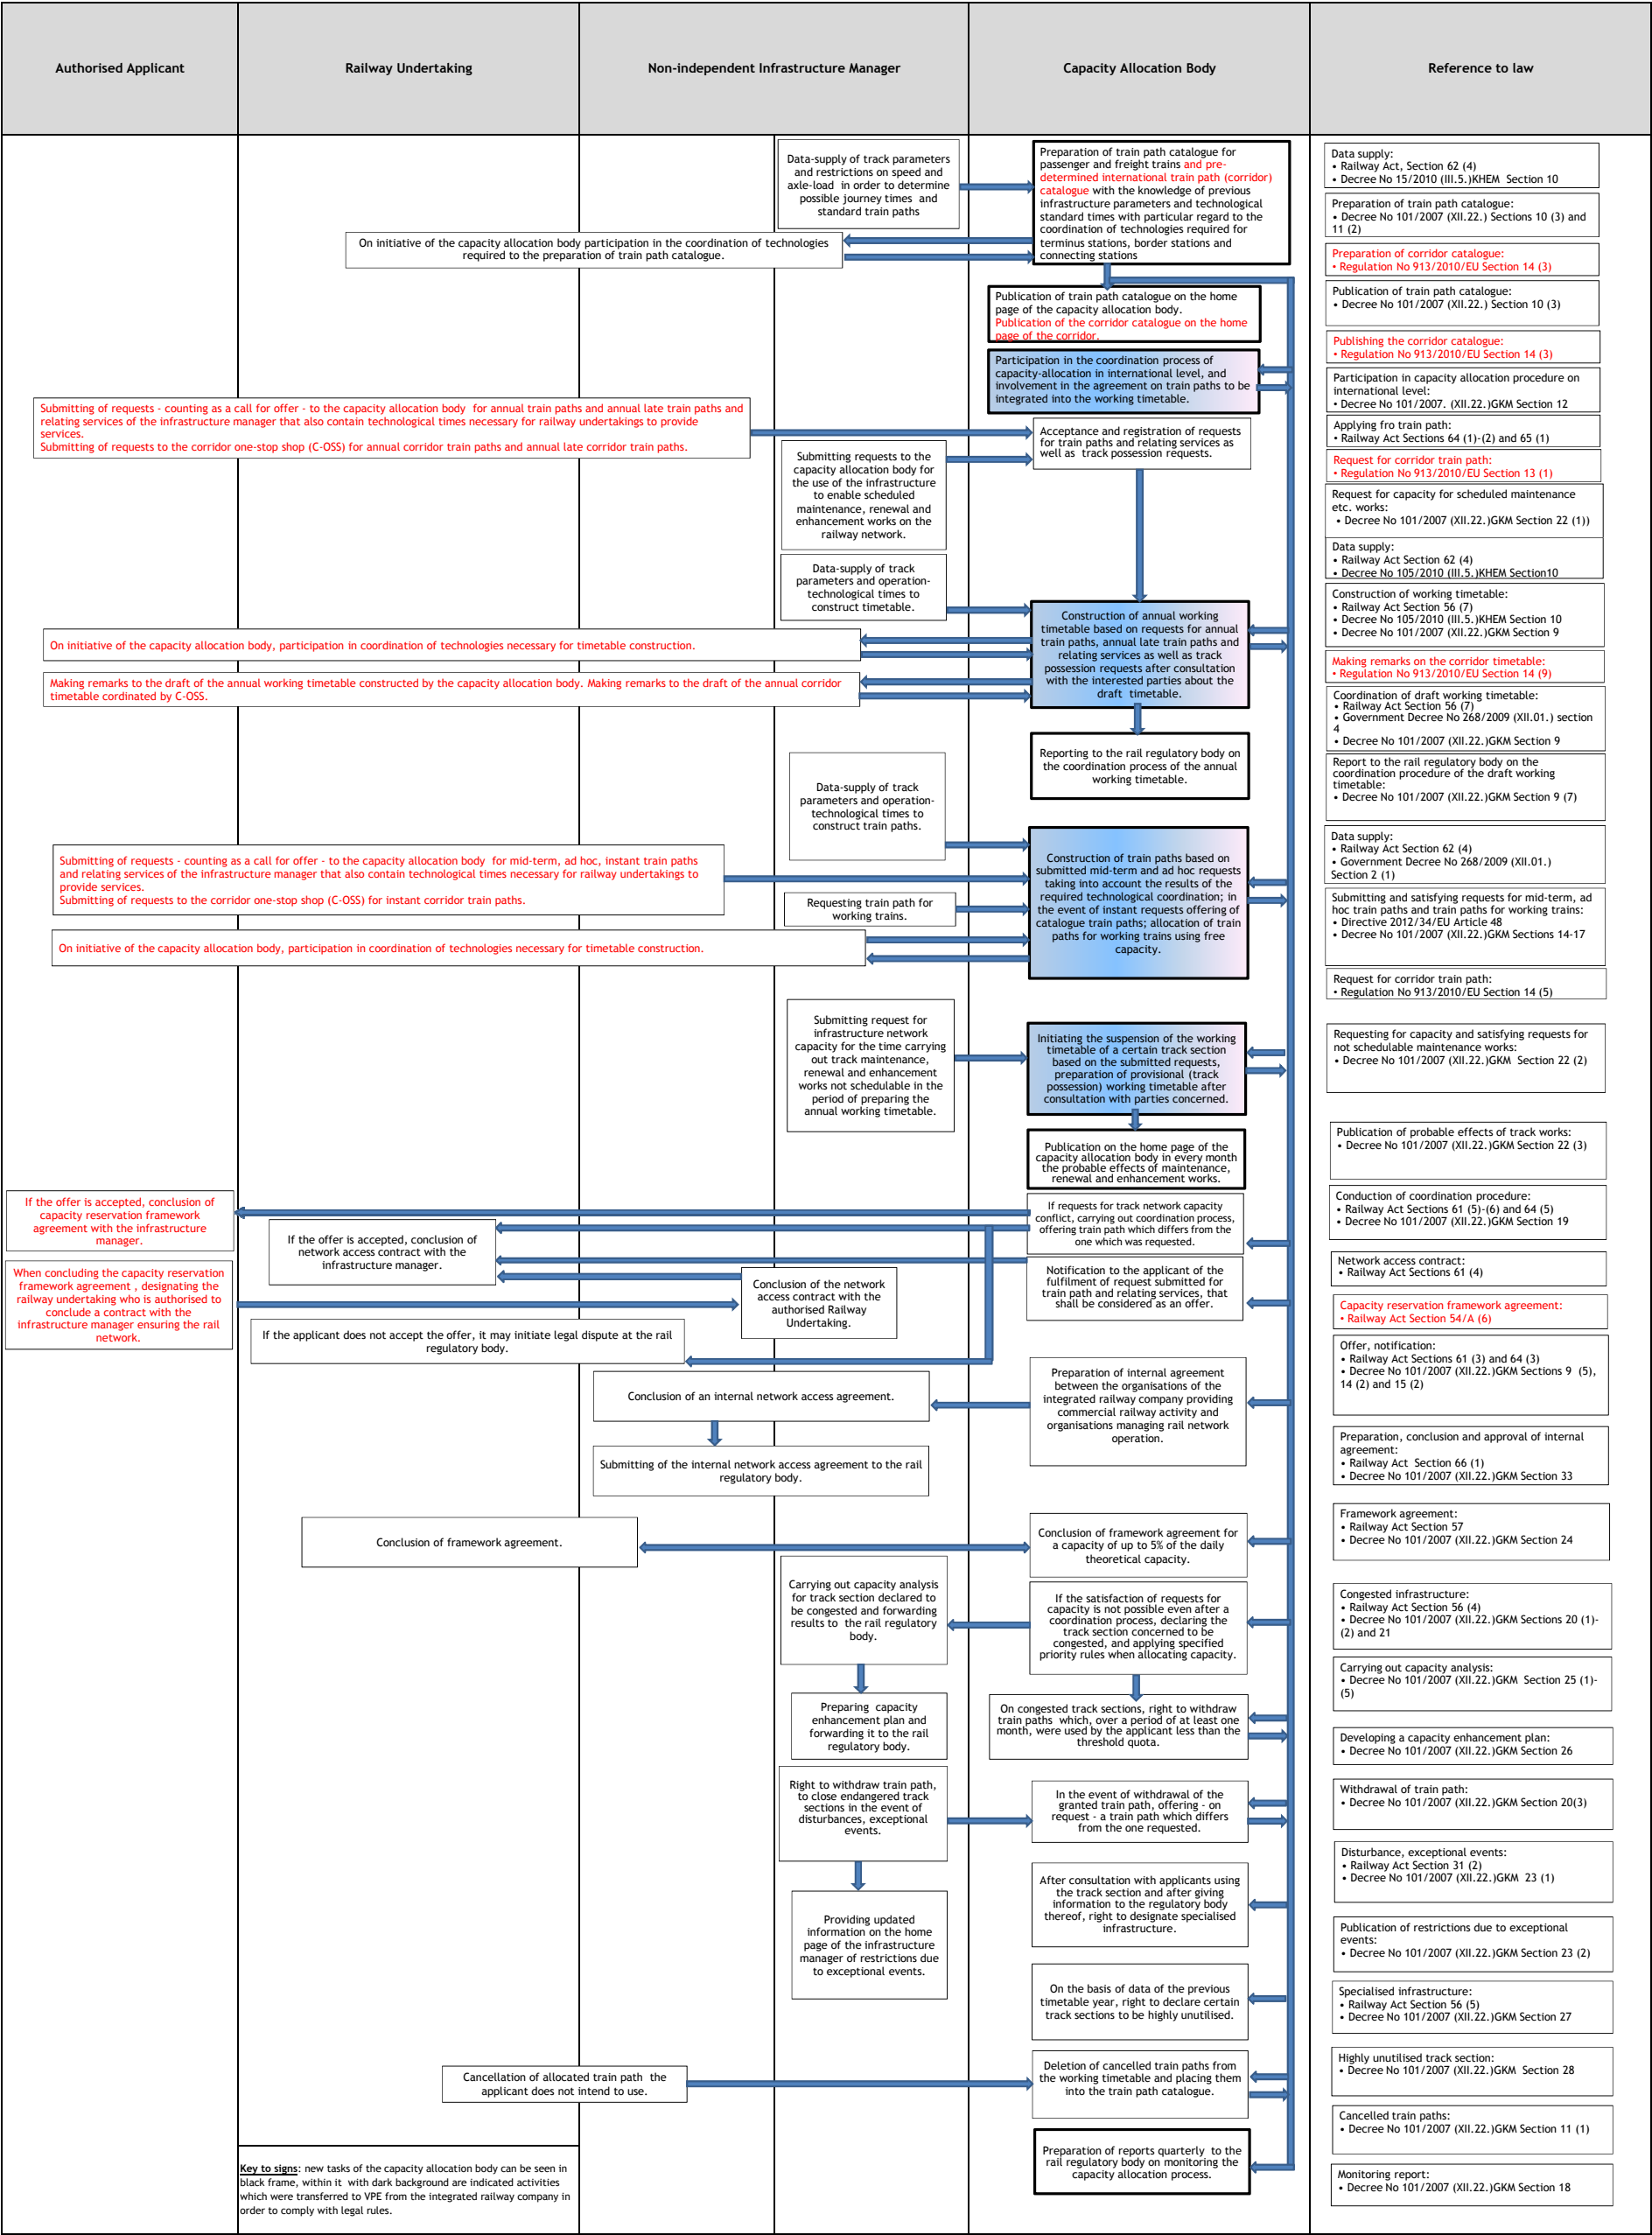 Authorised Applicant
Railway Undertaking
Non-independent Infrastructure Manager
Capacity Allocation Body
Reference to law
Data-supply of track parameters
and restrictions on speed and
axle-load in order to determine
possible journey times and
standard train paths
Preparation of train path catalogue for
passenger and freight trains and pre-
determined international train path (corridor)
catalogue with the knowledge of previous
infrastructure parameters and technological
standard times with particular regard to the
coordination of technologies required for
terminus stations, border stations and
connecting stations
Data supply:
• Railway Act, Section 62 (4)
• Decree No 15/2010 (III.5.)KHEM Section 10
Preparation of train path catalogue:
• Decree No 101/2007 (XII.22.) Sections 10 (3) and
11 (2)
On initiative of the capacity allocation body participation in the coordination of technologies
required to the preparation of train path catalogue.
Preparation of corridor catalogue:
• Regulation No 913/2010/EU Section 14 (3)
Publication of train path catalogue on the home
page of the capacity allocation body.
Publication of the corridor catalogue on the home
page of the corridor.
Publication of train path catalogue:
• Decree No 101/2007 (XII.22.) Section 10 (3)
Publishing the corridor catalogue:
• Regulation No 913/2010/EU Section 14 (3)
Participation in the coordination process of
capacity-allocation in international level, and
involvement in the agreement on train paths to be
integrated into the working timetable.
Participation in capacity allocation procedure on
international level:
• Decree No 101/2007. (XII.22.)GKM Section 12
Submitting of requests - counting as a call for offer - to the capacity allocation body for annual train paths and annual late train paths and
relating services of the infrastructure manager that also contain technological times necessary for railway undertakings to provide
services.
Submitting of requests to the corridor one-stop shop (C-OSS) for annual corridor train paths and annual late corridor train paths.
Acceptance and registration of requests
for train paths and relating services as
well as track possession requests.
Applying fro train path:
• Railway Act Sections 64 (1)-(2) and 65 (1)
Request for corridor train path:
• Regulation No 913/2010/EU Section 13 (1)
Submitting requests to the
capacity allocation body for
the use of the infrastructure
to enable scheduled
maintenance, renewal and
enhancement works on the
railway network.
Request for capacity for scheduled maintenance
etc. works:
• Decree No 101/2007 (XII.22.)GKM Section 22 (1))
Data supply:
• Railway Act Section 62 (4)
• Decree No 105/2010 (III.5.)KHEM Section10
Data-supply of track
parameters and operation-
technological times to
construct timetable.
Construction of annual working
timetable based on requests for annual
train paths, annual late train paths and
relating services as well as track
possession requests after consultation
with the interested parties about the
draft timetable.
Construction of working timetable:
• Railway Act Section 56 (7)
• Decree No 105/2010 (III.5.)KHEM Section 10
• Decree No 101/2007 (XII.22.)GKM Section 9
On initiative of the capacity allocation body, participation in coordination of technologies necessary for timetable construction.
Making remarks on the corridor timetable:
• Regulation No 913/2010/EU Section 14 (9)
Making remarks to the draft of the annual working timetable constructed by the capacity allocation body. Making remarks to the draft of the annual corridor
timetable cordinated by C-OSS.
Coordination of draft working timetable:
• Railway Act Section 56 (7)
• Government Decree No 268/2009 (XII.01.) section
4
• Decree No 101/2007 (XII.22.)GKM Section 9
Reporting to the rail regulatory body on
the coordination process of the annual
working timetable.
Report to the rail regulatory body on the
coordination procedure of the draft working
timetable:
• Decree No 101/2007 (XII.22.)GKM Section 9 (7)
Data-supply of track
parameters and operation-
technological times to
construct train paths.
Construction of train paths based on
submitted mid-term and ad hoc requests
taking into account the results of the
required technological coordination; in
the event of instant requests offering of
catalogue train paths; allocation of train
paths for working trains using free
capacity.
Data supply:
• Railway Act Section 62 (4)
• Government Decree No 268/2009 (XII.01.)
Section 2 (1)
Submitting of requests - counting as a call for offer - to the capacity allocation body for mid-term, ad hoc, instant train paths
and relating services of the infrastructure manager that also contain technological times necessary for railway undertakings to
provide services.
Submitting of requests to the corridor one-stop shop (C-OSS) for instant corridor train paths.
Requesting train path for
working trains.
Submitting and satisfying requests for mid-term, ad
hoc train paths and train paths for working trains:
• Directive 2012/34/EU Article 48
• Decree No 101/2007 (XII.22.)GKM Sections 14-17
On initiative of the capacity allocation body, participation in coordination of technologies necessary for timetable construction.
Request for corridor train path:
• Regulation No 913/2010/EU Section 14 (5)
Submitting request for
infrastructure network
capacity for the time carrying
out track maintenance,
renewal and enhancement
works not schedulable in the
period of preparing the
annual working timetable.
Initiating the suspension of the working
timetable of a certain track section
based on the submitted requests,
preparation of provisional (track
possession) working timetable after
consultation with parties concerned.
Requesting for capacity and satisfying requests for
not schedulable maintenance works:
• Decree No 101/2007 (XII.22.)GKM Section 22 (2)
Publication on the home page of the
capacity allocation body in every month
the probable effects of maintenance,
renewal and enhancement works.
Publication of probable effects of track works:
• Decree No 101/2007 (XII.22.)GKM Section 22 (3)
If the offer is accepted, conclusion of
capacity reservation framework
agreement with the infrastructure
manager.
If the offer is accepted, conclusion of
network access contract with the
infrastructure manager.
If requests for track network capacity
conflict, carrying out coordination process,
offering train path which differs from the
one which was requested.
Conduction of coordination procedure:
• Railway Act Sections 61 (5)-(6) and 64 (5)
• Decree No 101/2007 (XII.22.)GKM Section 19
When concluding the capacity reservation
framework agreement , designating the
railway undertaking who is authorised to
conclude a contract with the
infrastructure manager ensuring the rail
network.
Conclusion of the network
access contract with the
authorised Railway
Undertaking.
Notification to the applicant of the
fulfilment of request submitted for
train path and relating services, that
shall be considered as an offer.
Network access contract:
• Railway Act Sections 61 (4)
Capacity reservation framework agreement:
• Railway Act Section 54/A (6)
If the applicant does not accept the offer, it may initiate legal dispute at the rail
regulatory body.
Offer, notification:
• Railway Act Sections 61 (3) and 64 (3)
• Decree No 101/2007 (XII.22.)GKM Sections 9 (5),
14 (2) and 15 (2)
Conclusion of an internal network access agreement.
Preparation of internal agreement
between the organisations of the
integrated railway company providing
commercial railway activity and
organisations managing rail network
operation.
Submitting of the internal network access agreement to the rail
regulatory body.
Preparation, conclusion and approval of internal
agreement:
• Railway Act Section 66 (1)
• Decree No 101/2007 (XII.22.)GKM Section 33
Conclusion of framework agreement.
Conclusion of framework agreement for
a capacity of up to 5% of the daily
theoretical capacity.
Framework agreement:
• Railway Act Section 57
• Decree No 101/2007 (XII.22.)GKM Section 24
Carrying out capacity analysis
for track section declared to
be congested and forwarding
results to the rail regulatory
body.
If the satisfaction of requests for
capacity is not possible even after a
coordination process, declaring the
track section concerned to be
congested, and applying specified
priority rules when allocating capacity.
Congested infrastructure:
• Railway Act Section 56 (4)
• Decree No 101/2007 (XII.22.)GKM Sections 20 (1)-
(2) and 21
Carrying out capacity analysis:
• Decree No 101/2007 (XII.22.)GKM Section 25 (1)-
(5)
Preparing capacity
enhancement plan and
forwarding it to the rail
regulatory body.
On congested track sections, right to withdraw
train paths which, over a period of at least one
month, were used by the applicant less than the
threshold quota.
Developing a capacity enhancement plan:
• Decree No 101/2007 (XII.22.)GKM Section 26
Right to withdraw train path,
to close endangered track
sections in the event of
disturbances, exceptional
events.
In the event of withdrawal of the
granted train path, offering - on
request - a train path which differs
from the one requested.
Withdrawal of train path:
• Decree No 101/2007 (XII.22.)GKM Section 20(3)
Disturbance, exceptional events:
• Railway Act Section 31 (2)
• Decree No 101/2007 (XII.22.)GKM 23 (1)
After consultation with applicants using
the track section and after giving
information to the regulatory body
thereof, right to designate specialised
infrastructure.
Providing updated
information on the home
page of the infrastructure
manager of restrictions due
to exceptional events.
Publication of restrictions due to exceptional
events:
• Decree No 101/2007 (XII.22.)GKM Section 23 (2)
On the basis of data of the previous
timetable year, right to declare certain
track sections to be highly unutilised.
Specialised infrastructure:
• Railway Act Section 56 (5)
• Decree No 101/2007 (XII.22.)GKM Section 27
Cancellation of allocated train path the
applicant does not intend to use.
Deletion of cancelled train paths from
the working timetable and placing them
into the train path catalogue.
Highly unutilised track section:
• Decree No 101/2007 (XII.22.)GKM Section 28
Cancelled train paths:
• Decree No 101/2007 (XII.22.)GKM Section 11 (1)
Preparation of reports quarterly to the
rail regulatory body on monitoring the
capacity allocation process.
Monitoring report:
• Decree No 101/2007 (XII.22.)GKM Section 18
Key to signs: new tasks of the capacity allocation body can be seen in
black frame, within it with dark background are indicated activities
which were transferred to VPE from the integrated railway company in
order to comply with legal rules.